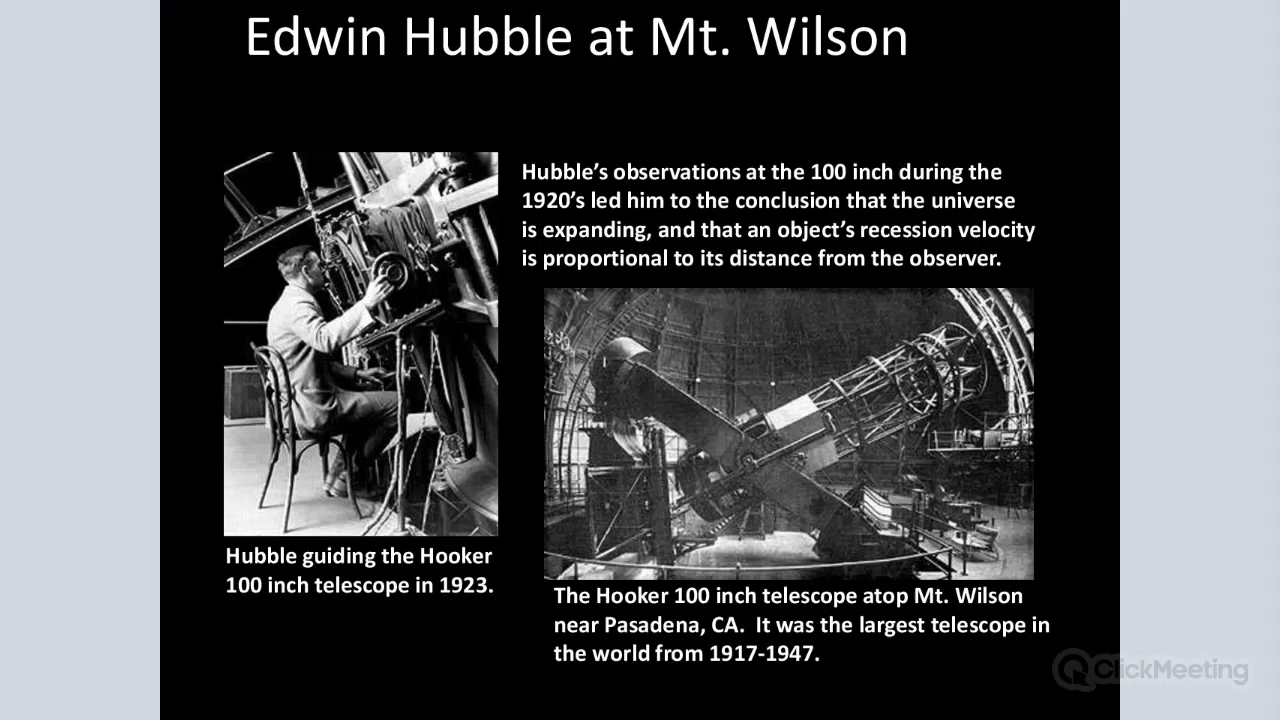 Edwin Hubble at Mt. Wilson
Hubble’s observations at the 100 inch during the
1920’s led him to the conclusion that the universe
is expanding, and that an object’s recession velocity
is proportional to its distance from the observer.
Hubble guiding the Hooker
100 inch telescope in 1923.
The Hooker 100 inch telescope atop Mt. Wilson
near Pasadena, CA.  It was the largest telescope in
the world from 1917-1947.
ClickMeeting